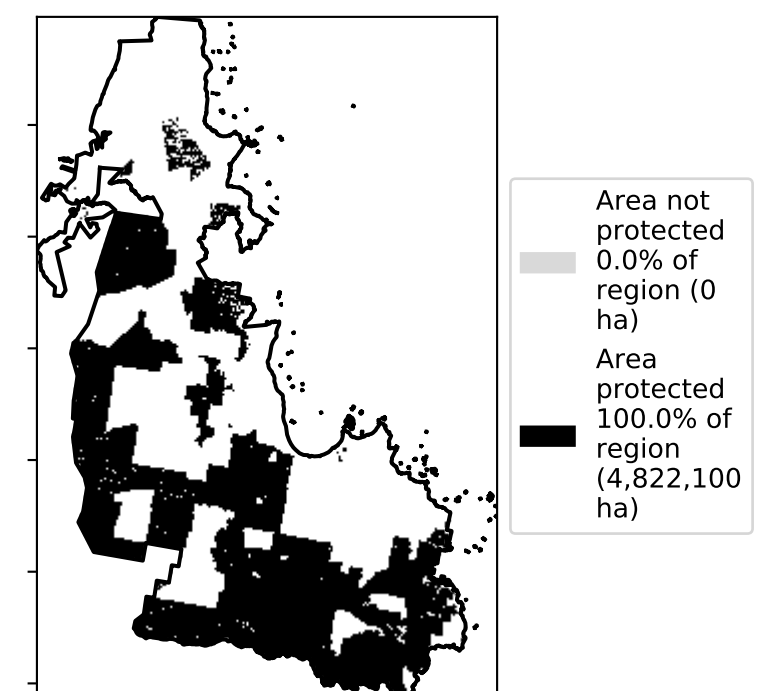 Area not
protected
0.0% of
region (0
ha)
Area
protected
100.0% of
region
(4,822,100
ha)